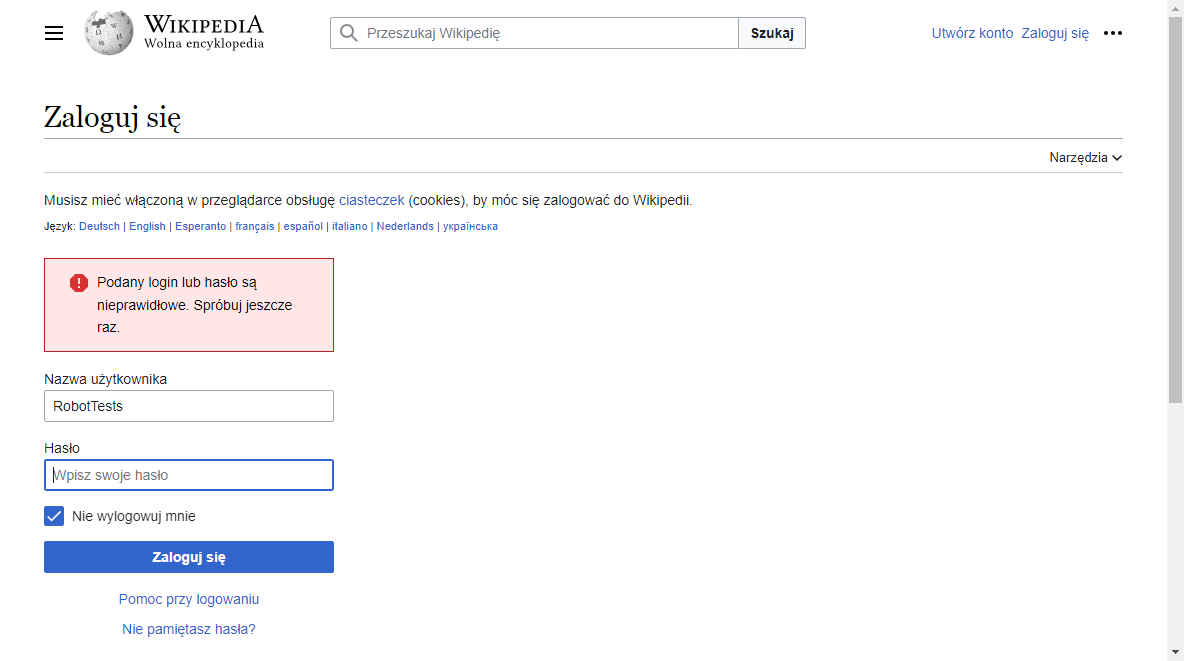 WIKIPEDIA
Wolna encyklopedia
Przeszukaj Wikipedię
Szukaj
Utwórz konto Zaloguj się
Zaloguj się
Narzędzia
Musisz mieć włączoną w przeglądarce obsługę ciasteczek (cookies), by móc się zalogować do Wikipedii.
Język: Deutsch | English | Esperanto | français | español | italiano | Nederlands | українська
Podany login lub hasło są
nieprawidłowe. Spróbuj jeszcze
raz.
Nazwa użytkownika
RobotTests
Hasło
Wpisz swoje hasło
Nie wylogowuj mnie
Zaloguj się
Pomoc przy logowaniu
Nie pamiętasz hasła?